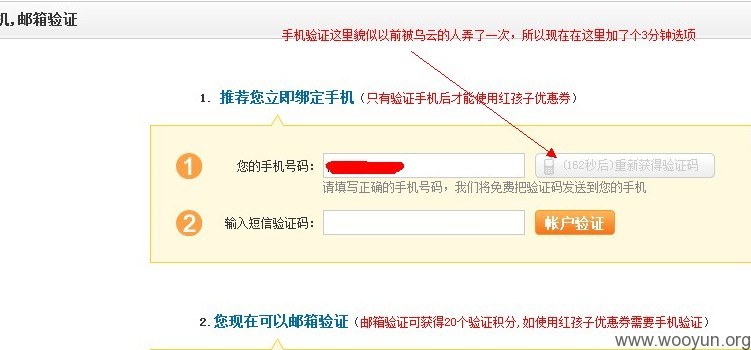 机,邮箱验证
手机验证这里貌似以前被乌云的人弄了一次，所以现在在这里加了个3分钟选项
1. 推荐您立即绑定手机（只有验证手机后才能使用红孩子优惠券）
1 您的手机号码： (162秒后)重新获得验证码
请填写正确的手机号码，我们将免费把验证码发送到您的手机
2 输入短信验证码： 帐户验证
2.您现在可以邮箱验证（邮箱验证可获得20个验证积分,如使用红孩子优惠券需要手机验证）
www.wooyun.org